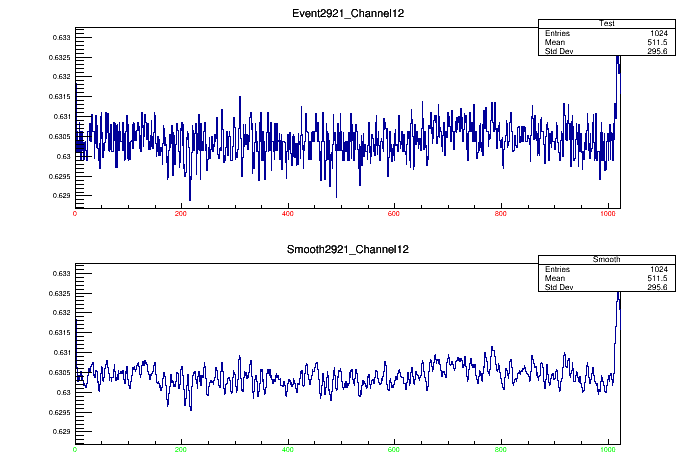 Event2921_Channel12
Test
Entries 1024
Mean 511.5
Std Dev 295.6
0.633
0.6325
0.632
0.6315
0.631
0.6305
0.63
0.6295
0.629
0 200 400 600 800 1000
Smooth2921_Channel12
Smooth
Entries 1024
Mean 511.5
Std Dev 295.6
0.633
0.6325
0.632
0.6315
0.631
0.6305
0.63
0.6295
0.629
0 200 400 600 800 1000